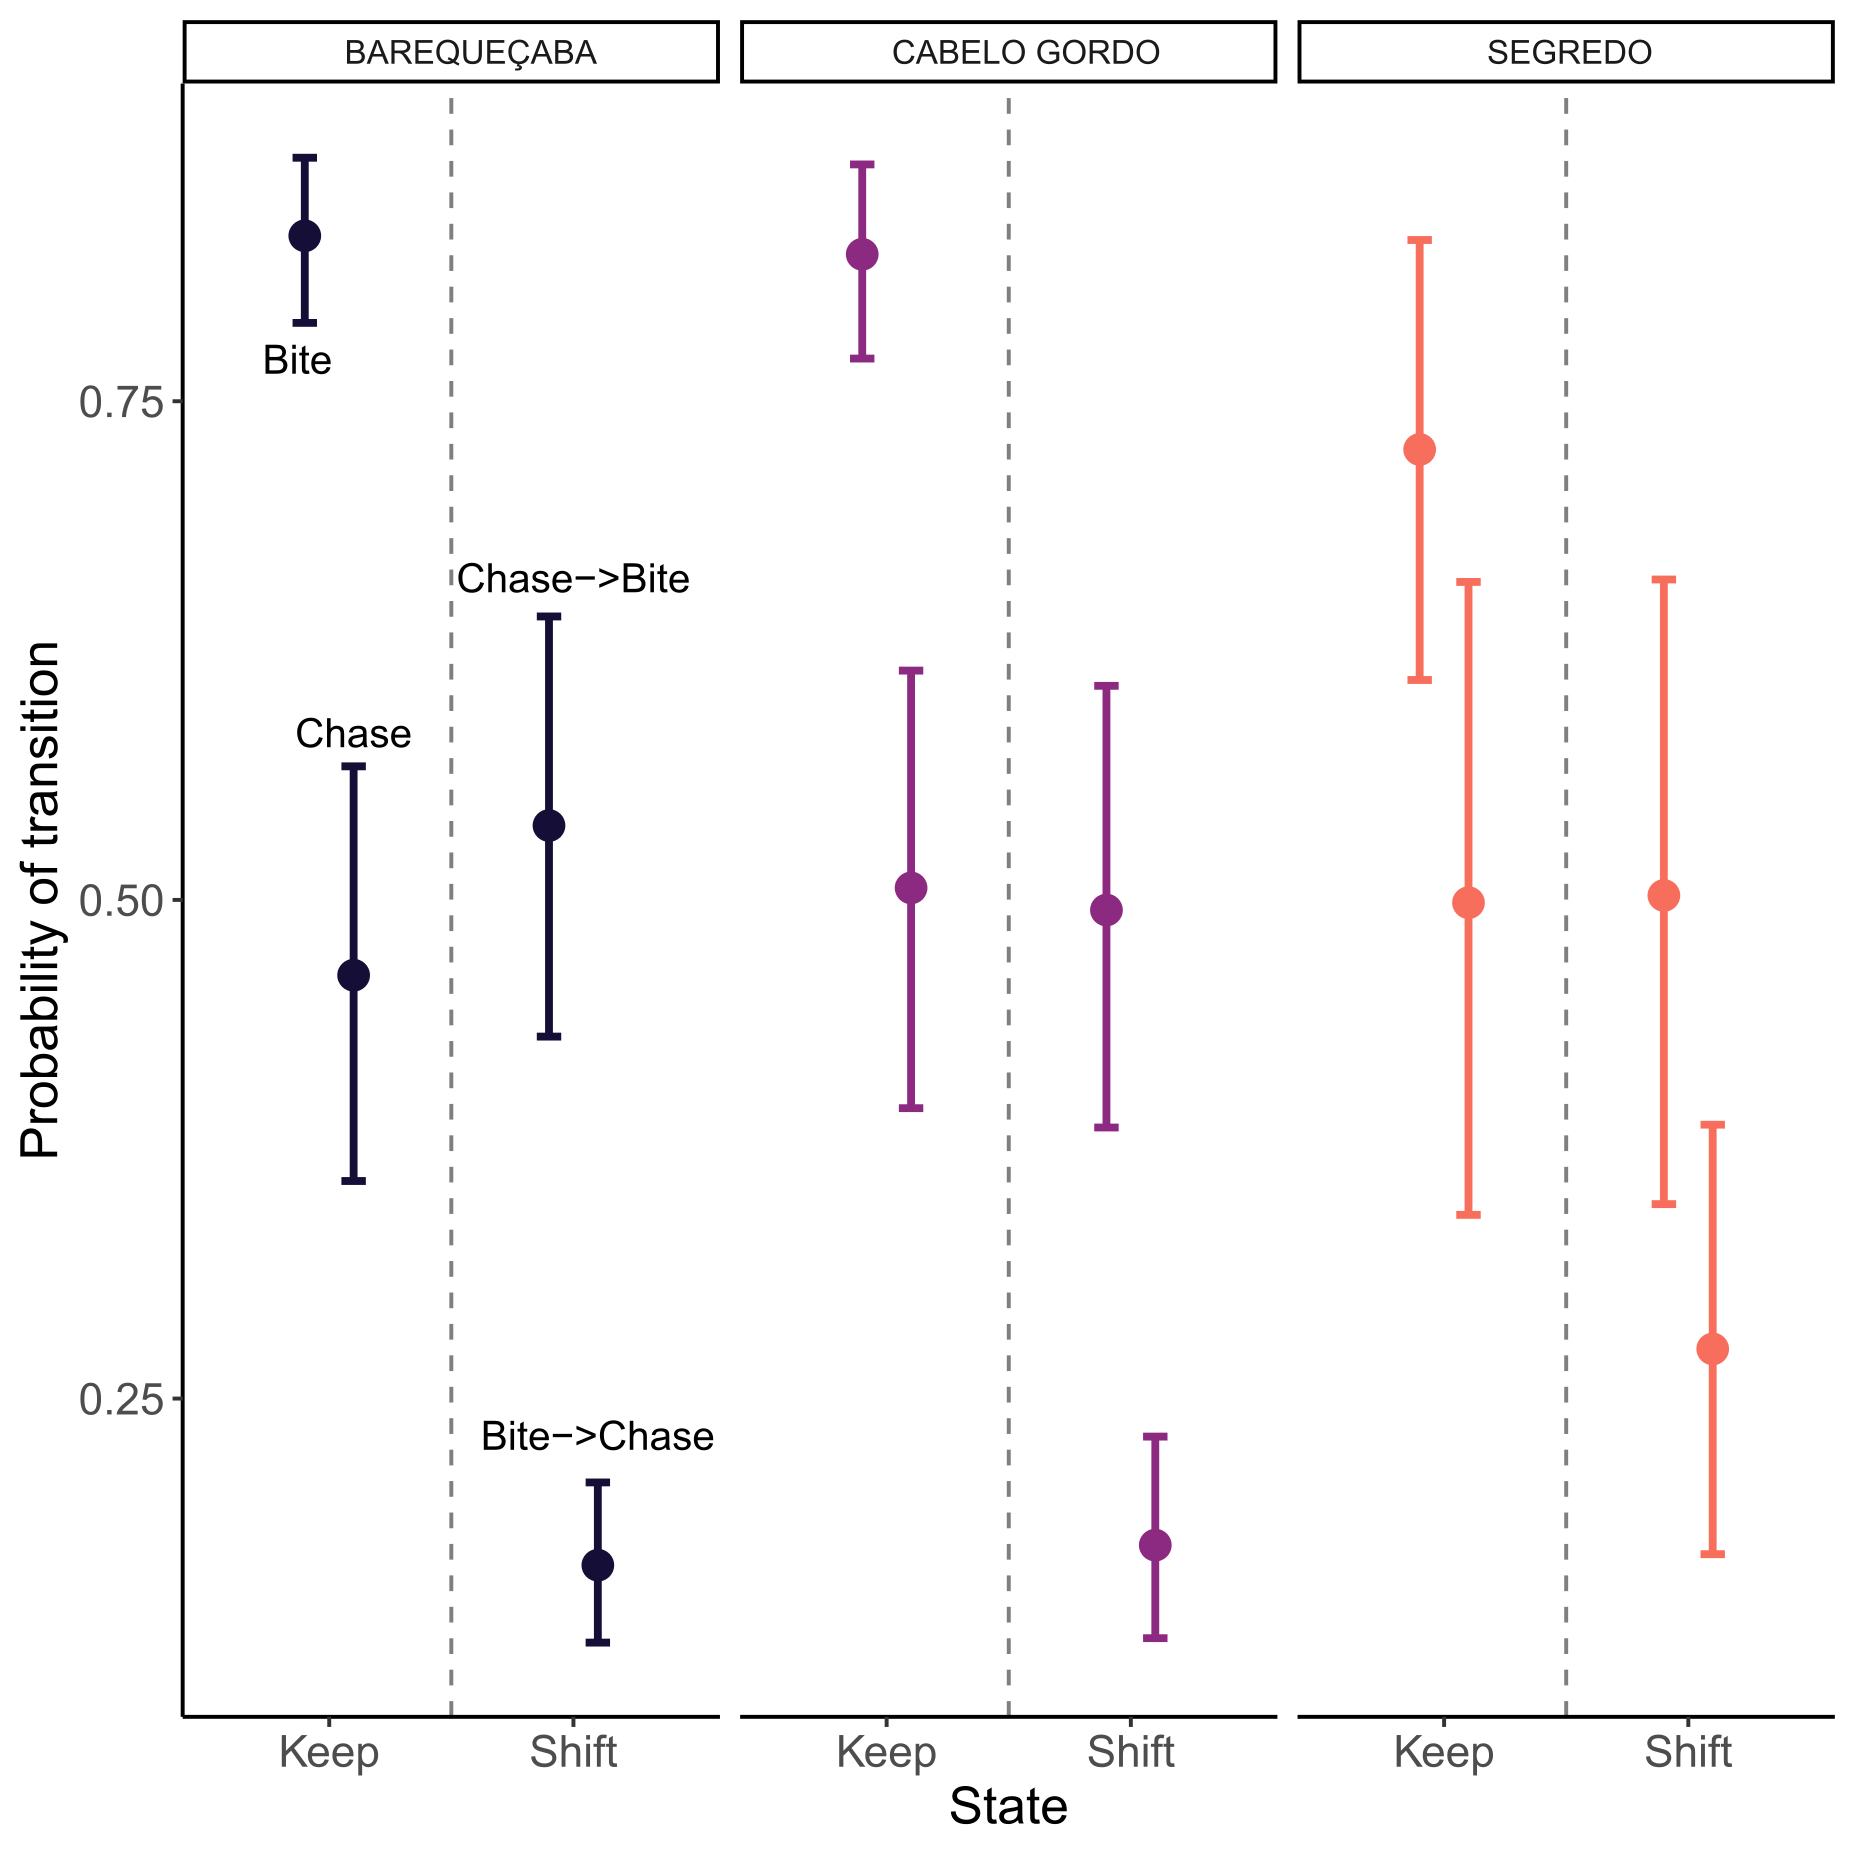 BAREQUEÇABA CABELO GORDO SEGREDO
Bite
0.75
Chase−>Bite
Chase
0.50
Bite−>Chase
0.25
Probability of transition
Keep Shift Keep Shift Keep Shift
State